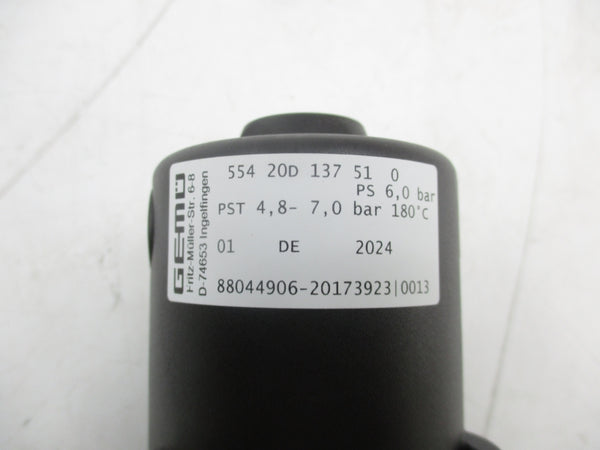 GEMÜ
Fritz-Müller-Str. 6-8
D-74653 Ingelfingen
554 20D 137 51 0
PS 6,0 bar
PST 4,8- 7,0 bar 180°C
01 DE 2024
88044906-20173923|0013